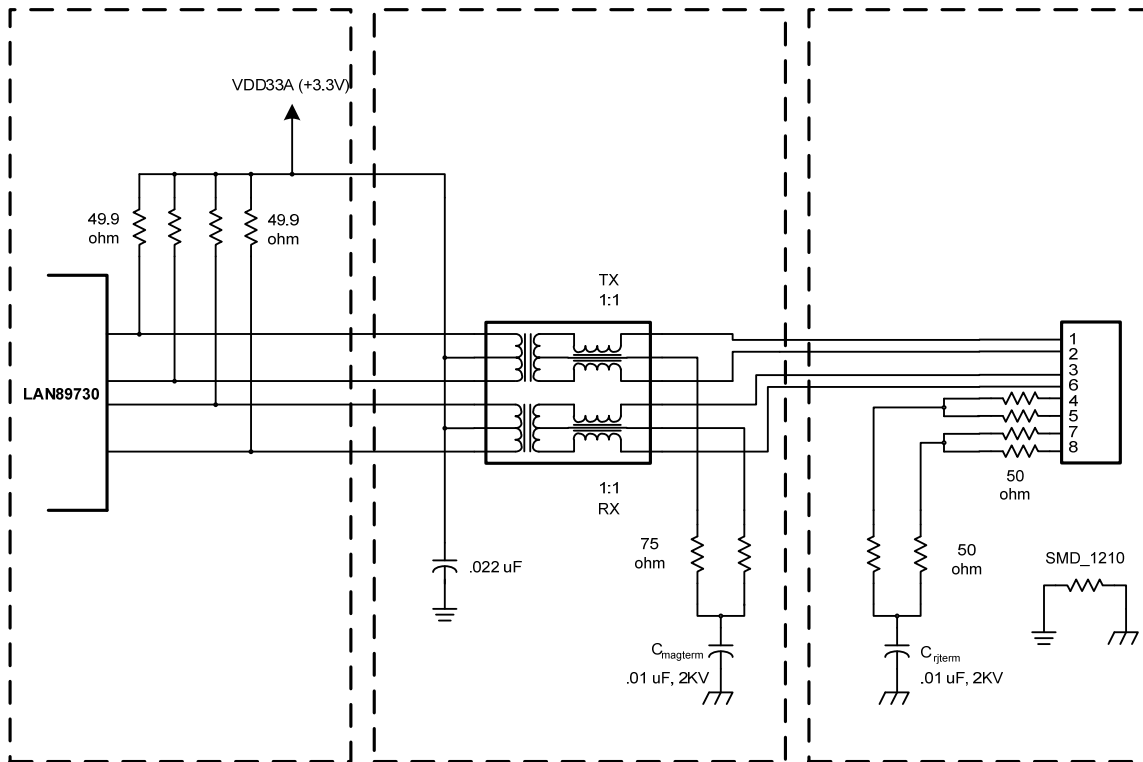 VDD33A (+3.3V)
49.9
ohm
49.9
ohm
TX
1:1
LAN89730
1
2
3
6
4
5
7
8
1:1
RX
50
ohm
75
ohm
50
ohm
SMD_1210
.022 uF
Cmagterm
.01 uF, 2KV
Crjterm
.01 uF, 2KV